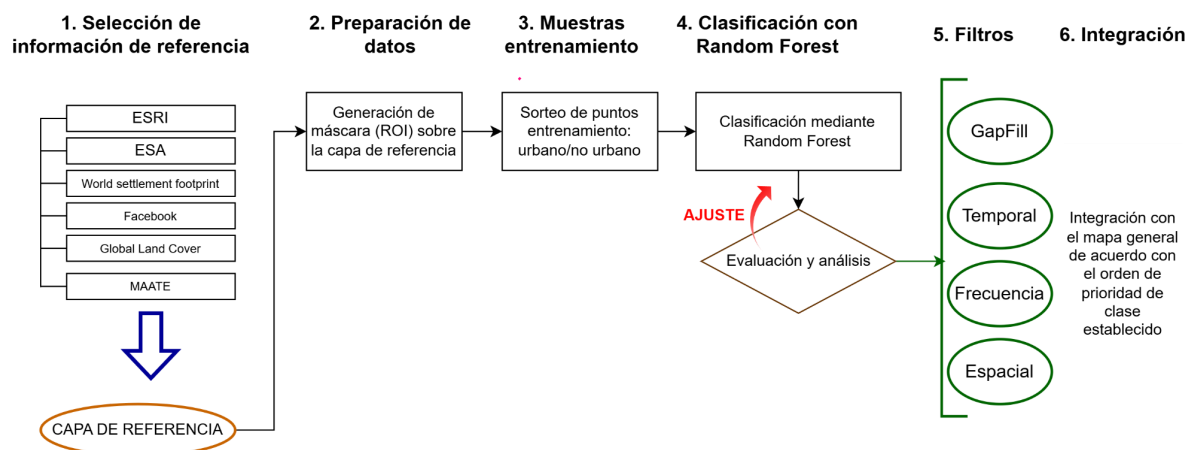 1. Selección de
información de referencia
2. Preparación de
datos
3. Muestras
entrenamiento
4. Clasificación con
Random Forest
5. Filtros
6. Integración
ESRI
ESA
World settlement footprint
Facebook
Global Land Cover
MAATE
CAPA DE REFERENCIA
Generación de
máscara (ROI) sobre
la capa de referencia
Sorteo de puntos
entrenamiento:
urbano/no urbano
Clasificación mediante
Random Forest
AJUSTE
Evaluación y análisis
GapFill
Temporal
Frecuencia
Espacial
Integración con
el mapa general
de acuerdo con
el orden de
prioridad de
clase
establecido